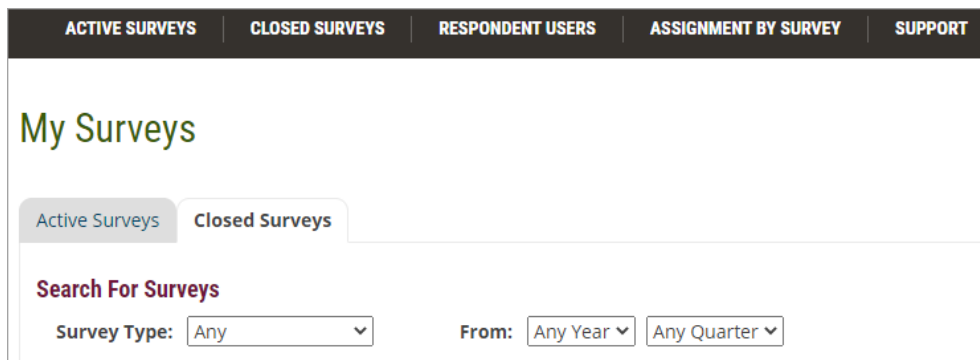 ACTIVE SURVEYS CLOSED SURVEYS RESPONDENT USERS ASSIGNMENT BY SURVEY SUPPORT
My Surveys
Active Surveys Closed Surveys
Search For Surveys
Survey Type: Any From: Any Year Any Quarter